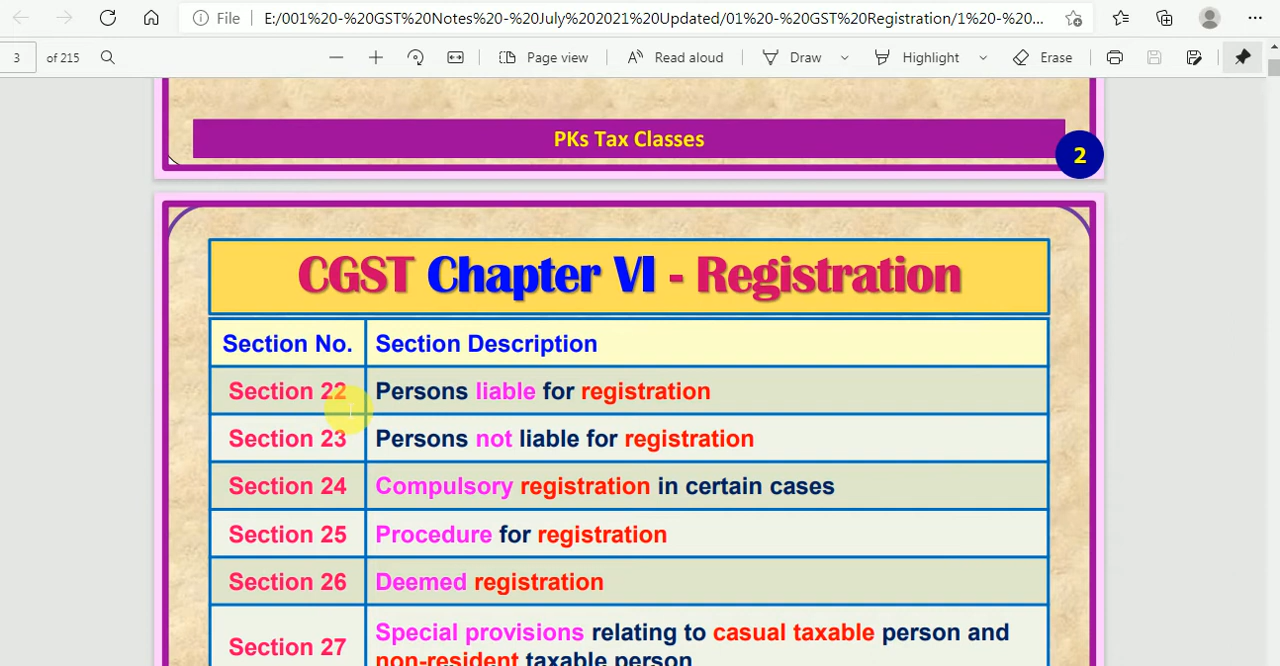 File
E:/001%20-%20GST%20Notes%20-%20July%202021%20Updated/01%20-%20GST%20Registration/1%20-%20...
3 of 215
Page view
Read aloud
Draw
Highlight
Erase
PKs Tax Classes
2
CGST Chapter VI - Registration
Section No. Section Description
Section 22 Persons liable for registration
Section 23 Persons not liable for registration
Section 24 Compulsory registration in certain cases
Section 25 Procedure for registration
Section 26 Deemed registration
Section 27 Special provisions relating to casual taxable person and
non-resident taxable person